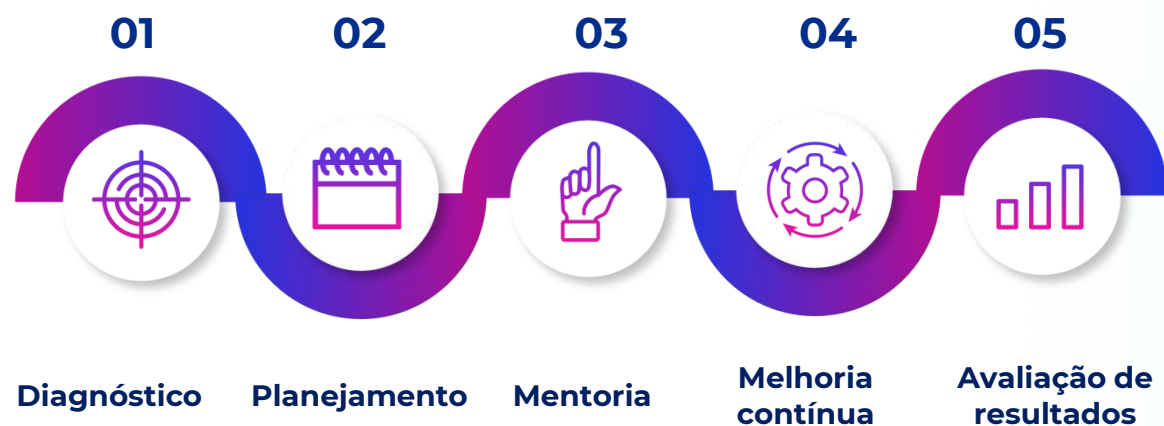 01
02
03
04
05
Diagnóstico
Planejamento
Mentoria
Melhoria
contínua
Avaliação de
resultados